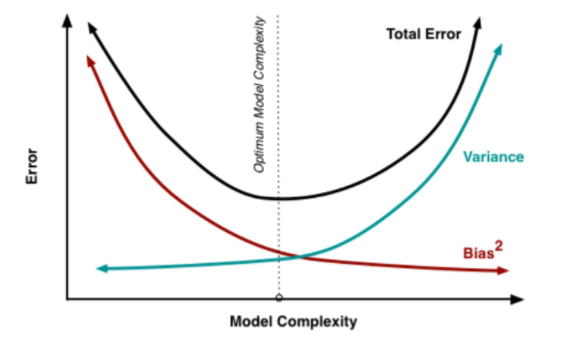 Total Error
Optimum Model Complexity
Variance
Error
Bias2
Model Complexity